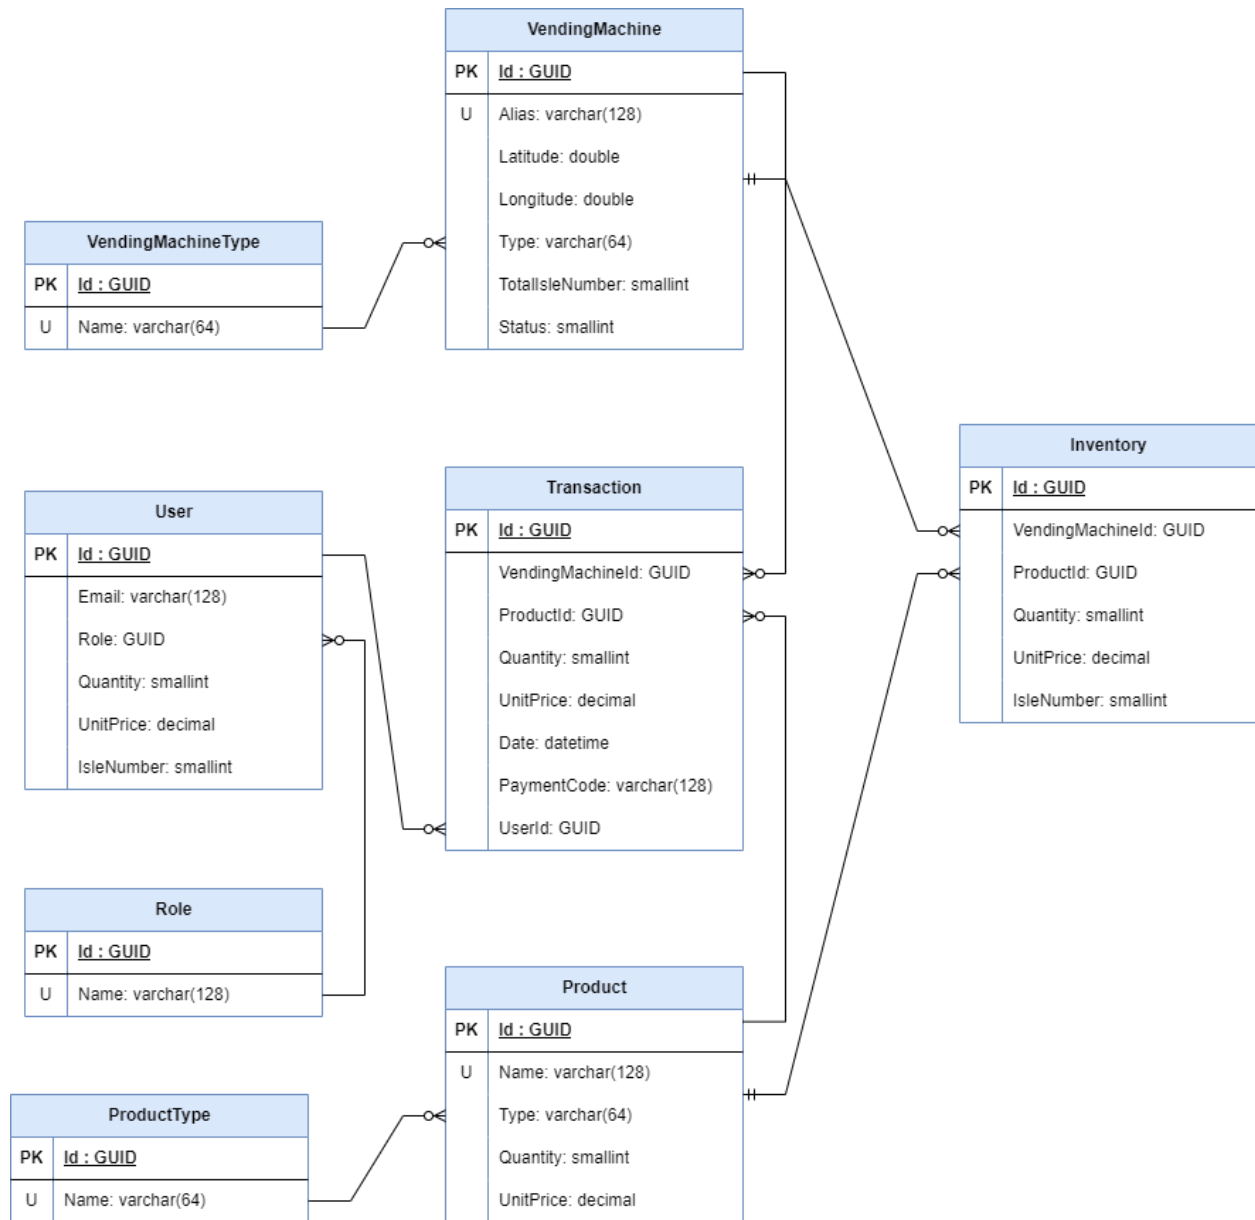 VendingMachine
PK Id : GUID
U Alias: varchar(128)
Latitude: double
Longitude: double
Type: varchar(64)
TotalIsleNumber: smallint
Status: smallint
VendingMachineType
PK Id : GUID
U Name: varchar(64)
Inventory
PK Id : GUID
VendingMachineId: GUID
ProductId: GUID
Quantity: smallint
UnitPrice: decimal
IsleNumber: smallint
Transaction
PK Id : GUID
VendingMachineId: GUID
ProductId: GUID
Quantity: smallint
UnitPrice: decimal
Date: datetime
PaymentCode: varchar(128)
UserId: GUID
User
PK Id : GUID
Email: varchar(128)
Role: GUID
Quantity: smallint
UnitPrice: decimal
IsleNumber: smallint
Role
PK Id : GUID
U Name: varchar(128)
Product
PK Id : GUID
U Name: varchar(128)
Type: varchar(64)
Quantity: smallint
UnitPrice: decimal
ProductType
PK Id : GUID
U Name: varchar(64)